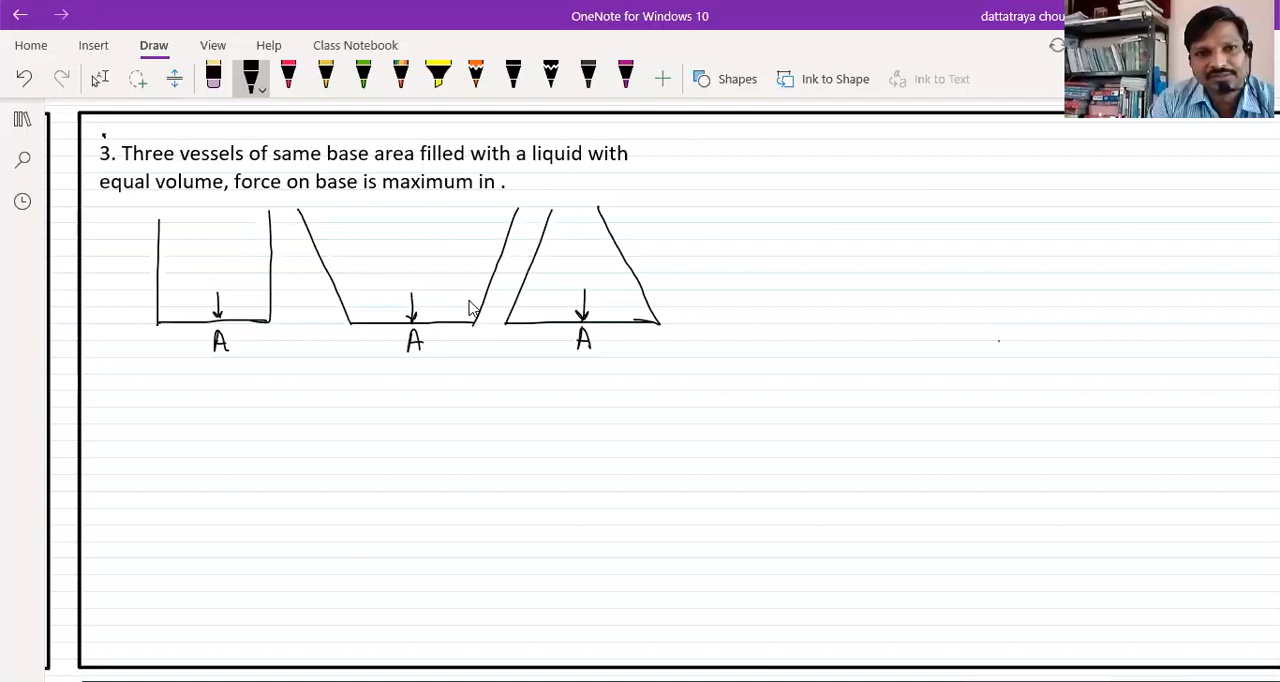 OneNote for Windows 10
dattatraya chou
Home Insert Draw View Help Class Notebook
Shapes Ink to Shape Ink to Text
3. Three vessels of same base area filled with a liquid with
equal volume, force on base is maximum in .
A A A